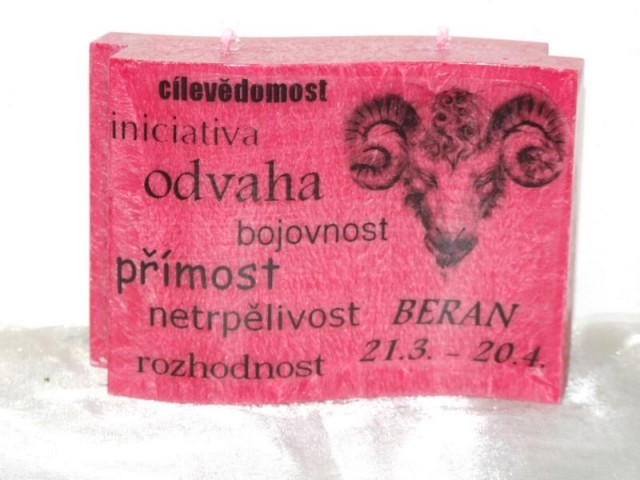 cílevědomost
iniciativa
odvaha
bojovnost
přímost
netrpělivost
rozhodnost
BERAN
21.3. - 20.4.